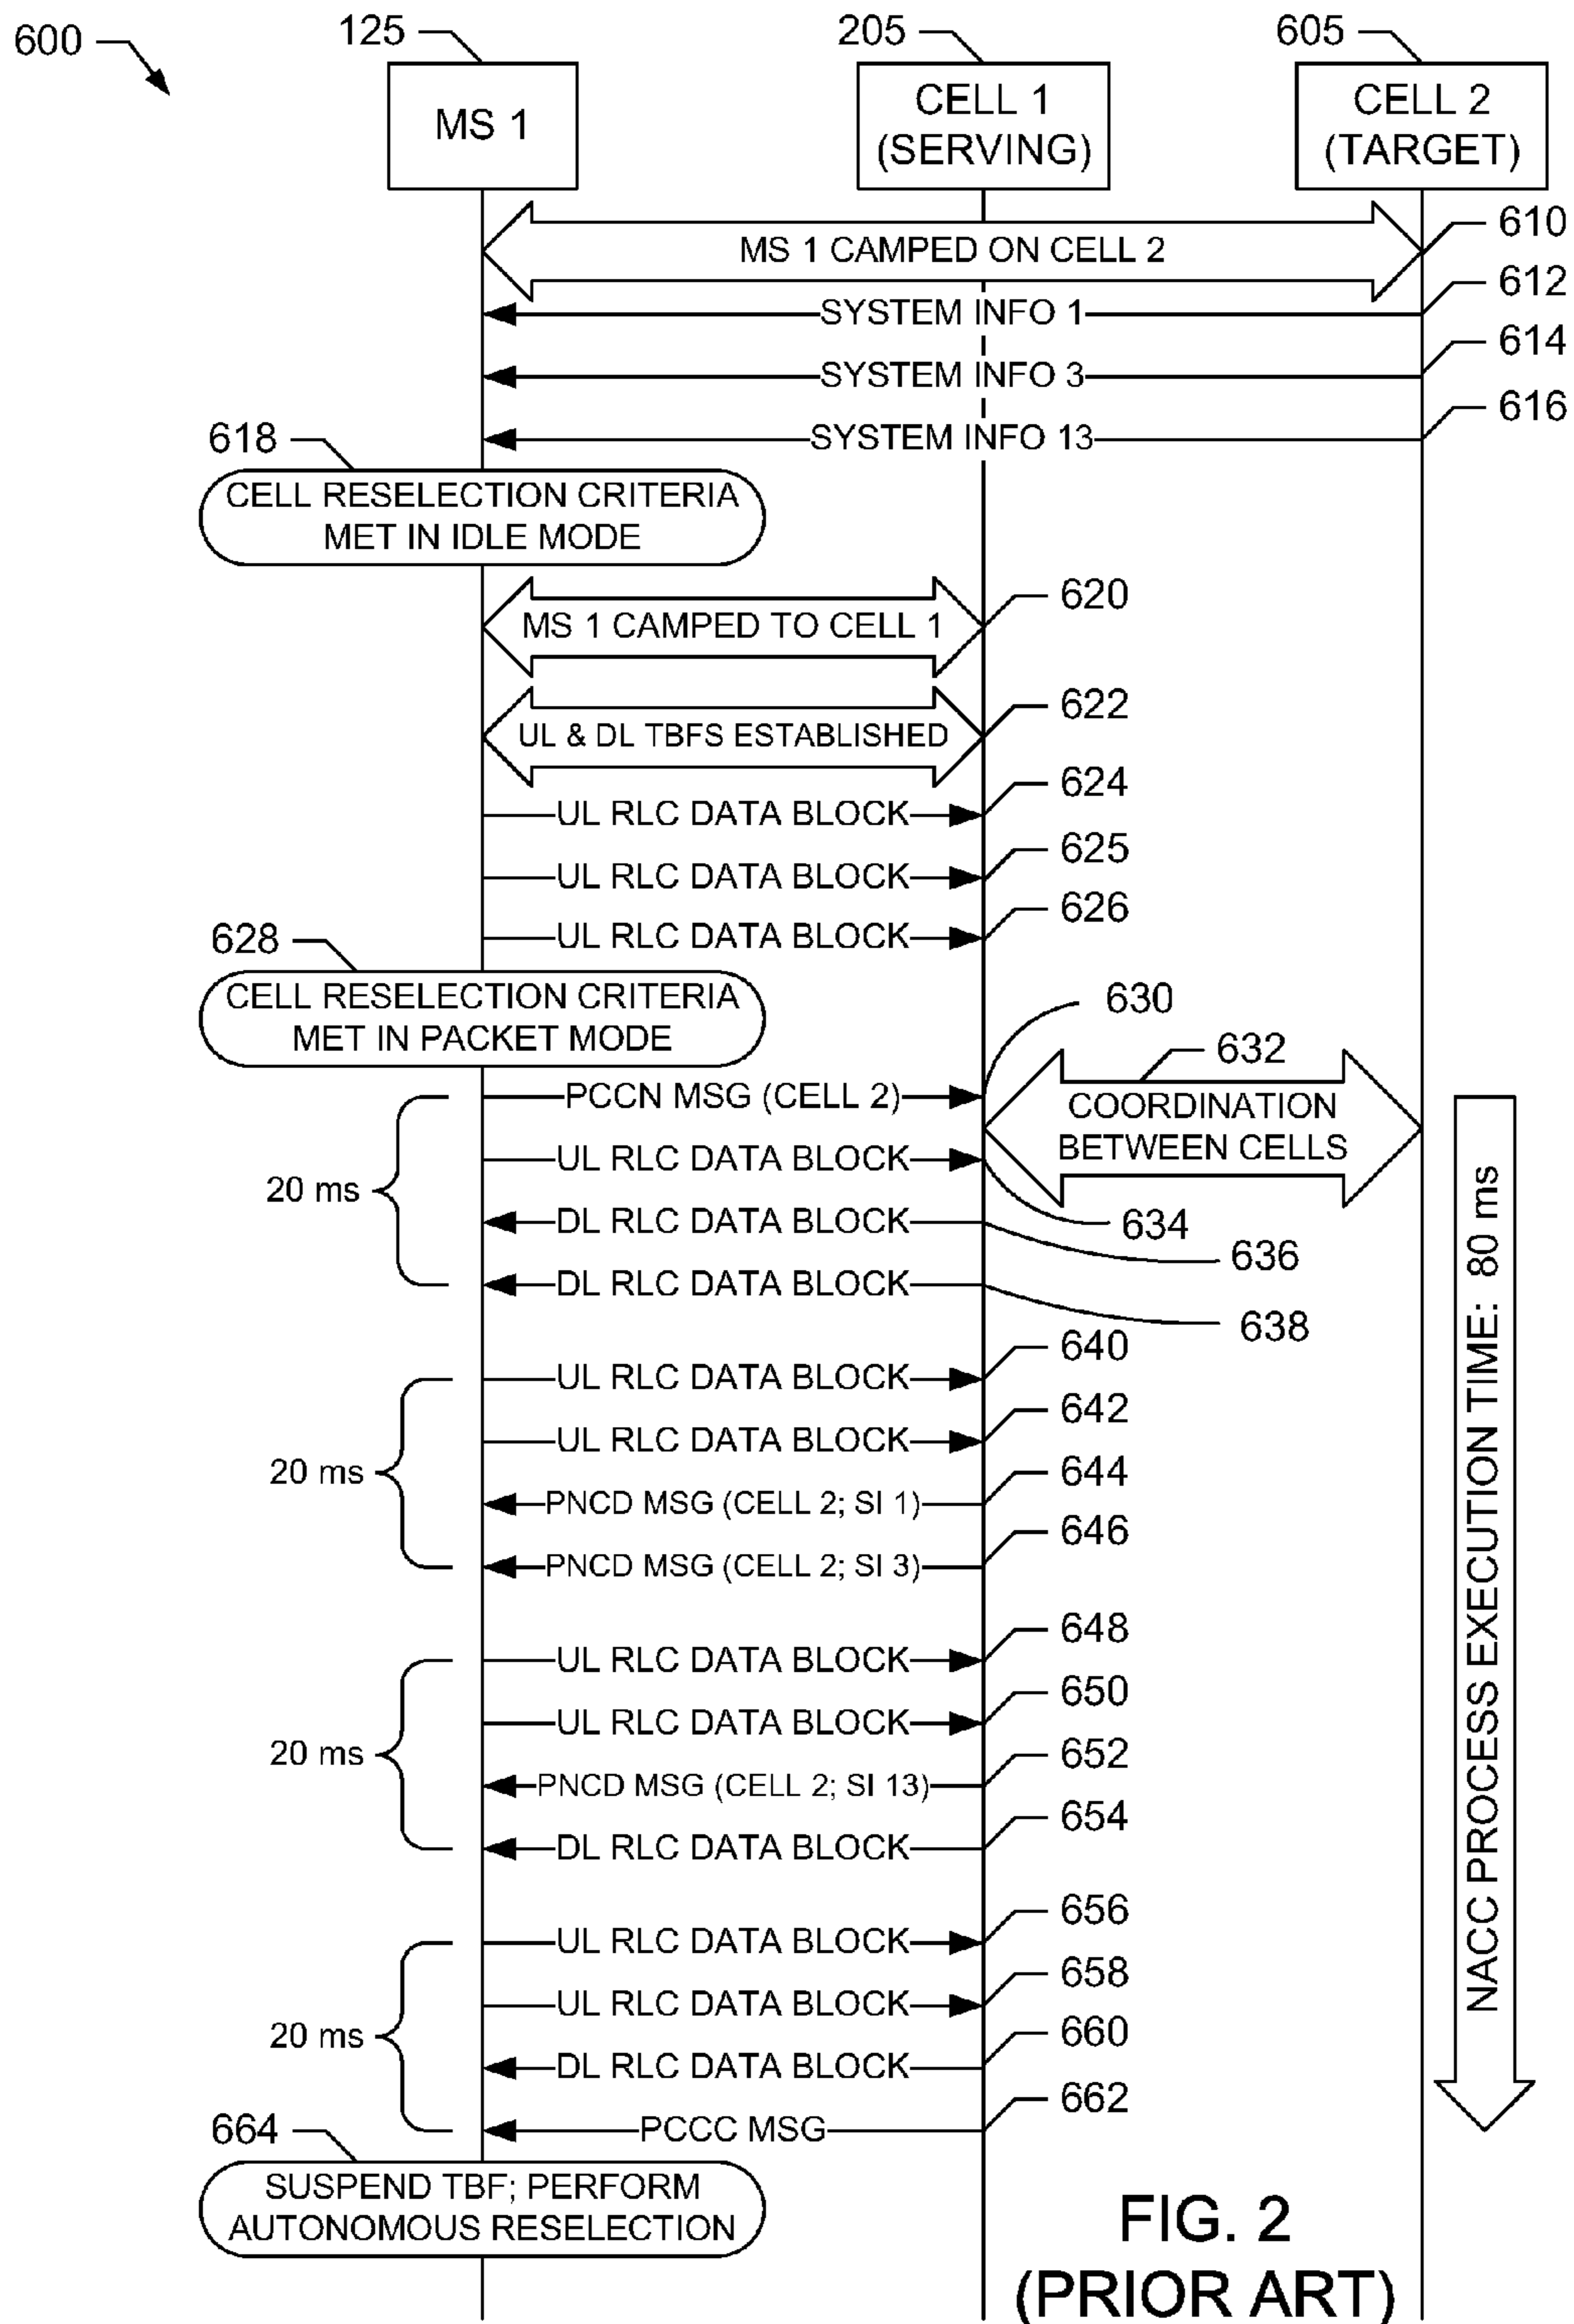 600
125
205
605
MS 1
CELL 1
(SERVING)
CELL 2
(TARGET)
MS 1 CAMPED ON CELL 2
610
SYSTEM INFO 1
612
SYSTEM INFO 3
614
SYSTEM INFO 13
616
618
CELL RESELECTION CRITERIA
MET IN IDLE MODE
MS 1 CAMPED TO CELL 1
620
UL & DL TBFS ESTABLISHED
622
UL RLC DATA BLOCK
624
UL RLC DATA BLOCK
625
UL RLC DATA BLOCK
626
628
CELL RESELECTION CRITERIA
MET IN PACKET MODE
630
PCCN MSG (CELL 2)
632
COORDINATION
BETWEEN CELLS
UL RLC DATA BLOCK
634
20 ms
DL RLC DATA BLOCK
636
DL RLC DATA BLOCK
638
UL RLC DATA BLOCK
640
UL RLC DATA BLOCK
642
20 ms
PNCD MSG (CELL 2; SI 1)
644
PNCD MSG (CELL 2; SI 3)
646
UL RLC DATA BLOCK
648
UL RLC DATA BLOCK
650
20 ms
PNCD MSG (CELL 2; SI 13)
652
DL RLC DATA BLOCK
654
UL RLC DATA BLOCK
656
UL RLC DATA BLOCK
658
20 ms
DL RLC DATA BLOCK
660
PCCC MSG
662
NACC PROCESS EXECUTION TIME: 80 ms
664
SUSPEND TBF; PERFORM
AUTONOMOUS RESELECTION
FIG. 2
(PRIOR ART)